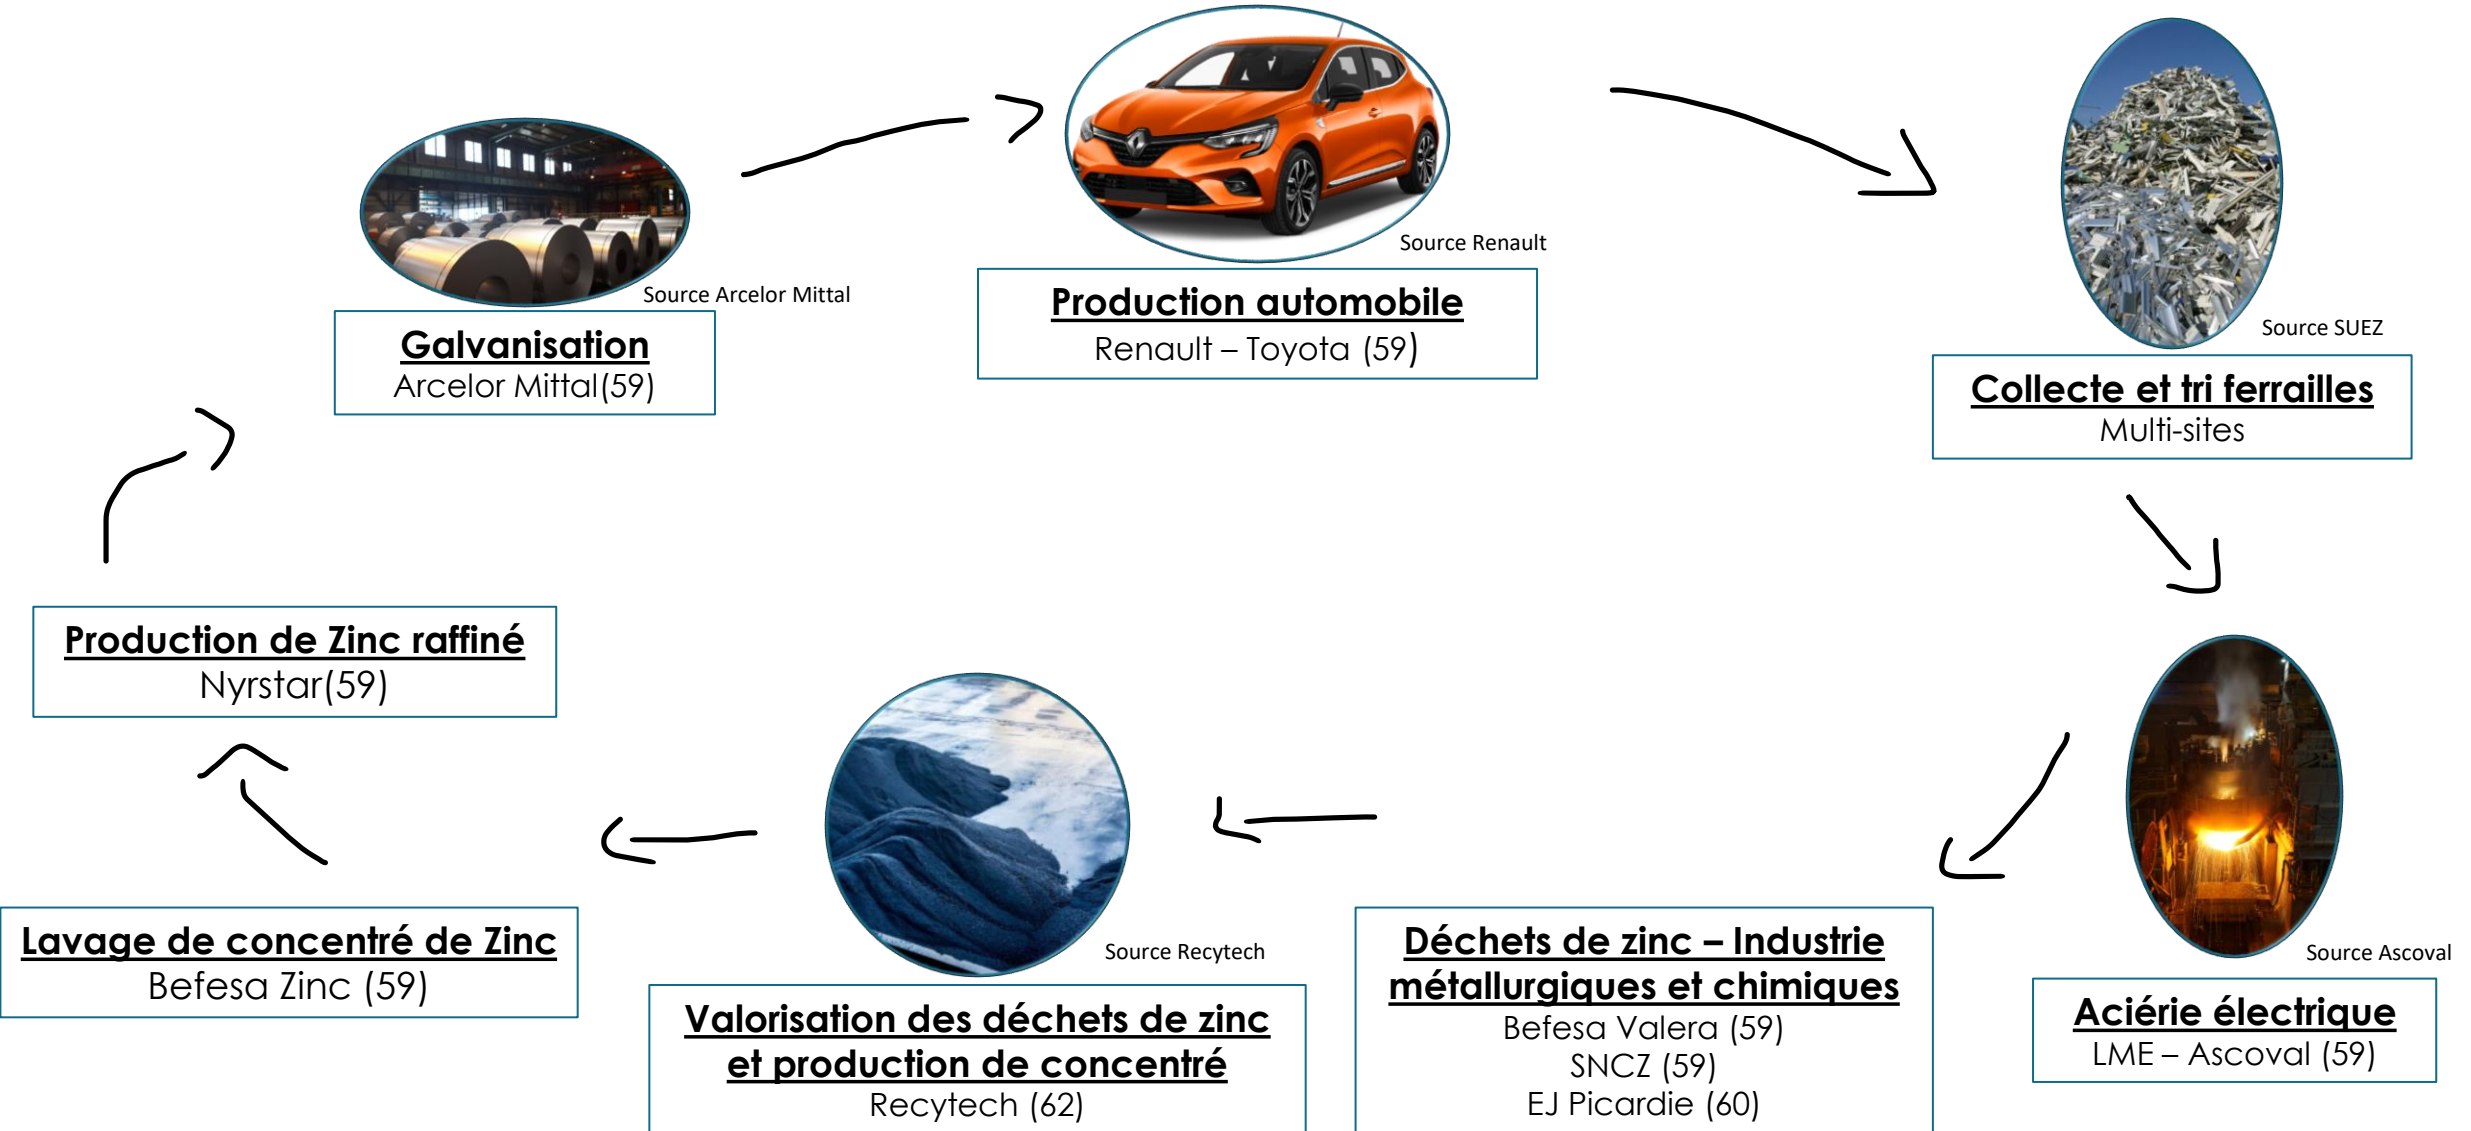 Source Arcelor Mittal
Galvanisation
Arcelor Mittal(59)
Source Renault
Production automobile
Renault – Toyota (59)
Source SUEZ
Collecte et tri ferrailles
Multi-sites
Source Ascoval
Aciérie électrique
LME – Ascoval (59)
Déchets de zinc – Industrie
métallurgiques et chimiques
Befesa Valera (59)
SNCZ (59)
EJ Picardie (60)
Source Recytech
Valorisation des déchets de zinc
et production de concentré
Recytech (62)
Lavage de concentré de Zinc
Befesa Zinc (59)
Production de Zinc raffiné
Nyrstar(59)